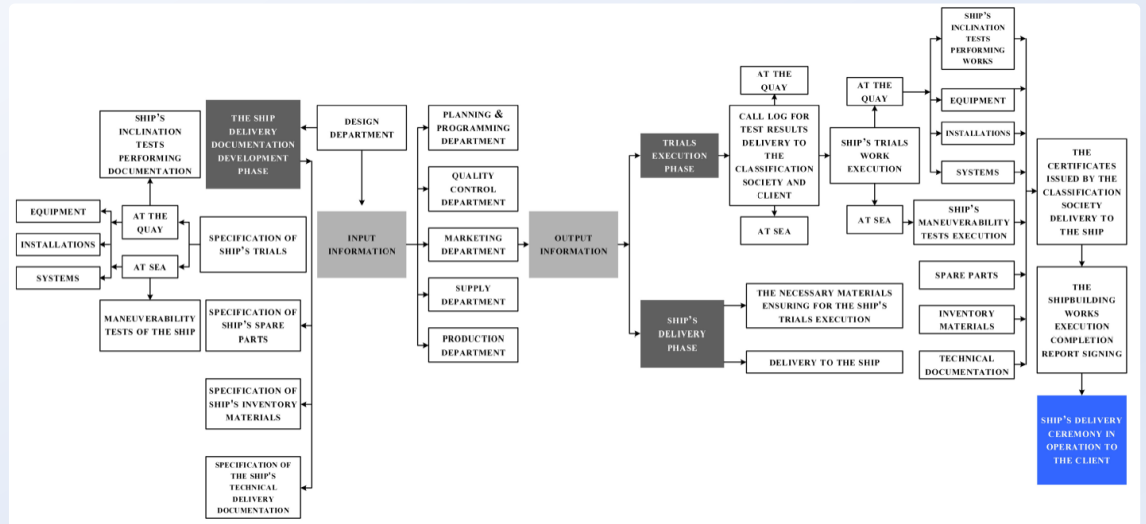 SHIP'S
INCLINATION
TESTS
PERFORMING
DOCUMENTATION
THE SHIP
DELIVERY
DOCUMENTATION
DEVELOPMENT
PHASE
DESIGN
DEPARTMENT
EQUIPMENT
INSTALLATIONS
SYSTEMS
AT THE
QUAY
AT SEA
SPECIFICATION OF
SHIP'S TRIALS
MANEUVERABILITY
TESTS OF THE SHIP
SPECIFICATION OF
SHIP'S SPARE
PARTS
SPECIFICATION OF
SHIP'S INVENTORY
MATERIALS
SPECIFICATION OF
THE SHIP'S
TECHNICAL
DELIVERY
DOCUMENTATION
INPUT
INFORMATION
PLANNING &
PROGRAMMING
DEPARTMENT
QUALITY
CONTROL
DEPARTMENT
MARKETING
DEPARTMENT
SUPPLY
DEPARTMENT
PRODUCTION
DEPARTMENT
OUTPUT
INFORMATION
TRIALS
EXECUTION
PHASE
SHIP'S
DELIVERY
PHASE
AT THE
QUAY
CALL LOG FOR
TEST RESULTS
DELIVERY TO
THE
CLASSIFICATION
SOCIETY AND
CLIENT
AT SEA
THE NECESSARY MATERIALS
ENSURING FOR THE SHIP'S
TRIALS EXECUTION
DELIVERY TO THE SHIP
AT THE
QUAY
SHIP'S TRIALS
WORK
EXECUTION
AT SEA
SHIP'S
INCLINATION
TESTS
PERFORMING
WORKS
EQUIPMENT
INSTALLATIONS
SYSTEMS
SHIP'S
MANEUVERABILITY
TESTS EXECUTION
SPARE PARTS
INVENTORY
MATERIALS
TECHNICAL
DOCUMENTATION
THE
CERTIFICATES
ISSUED BY THE
CLASSIFICATION
SOCIETY
DELIVERY TO
THE SHIP
THE
SHIPBUILDING
WORKS
EXECUTION
COMPLETION
REPORT SIGNING
SHIP'S DELIVERY
CEREMONY IN
OPERATION TO
THE CLIENT